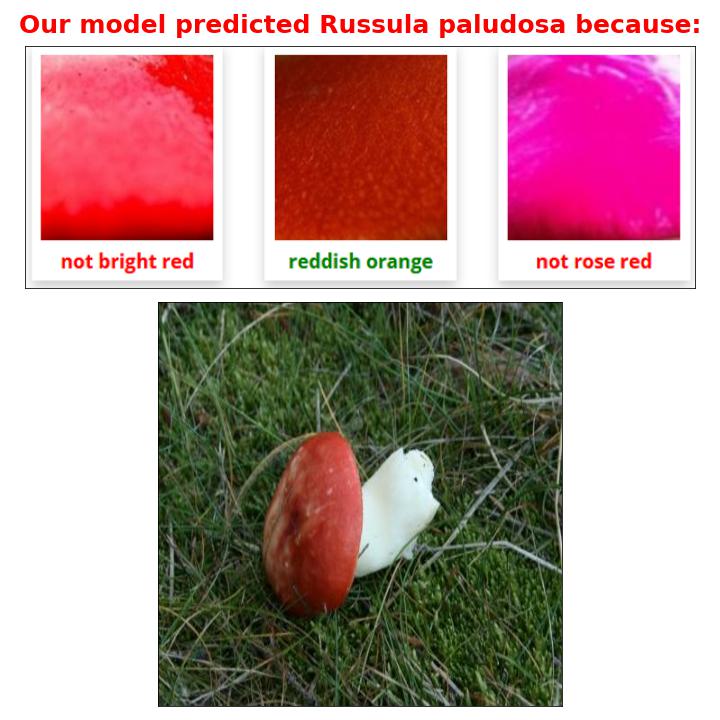 Our model predicted Russula paludosa because:
not bright red
reddish orange
not rose red